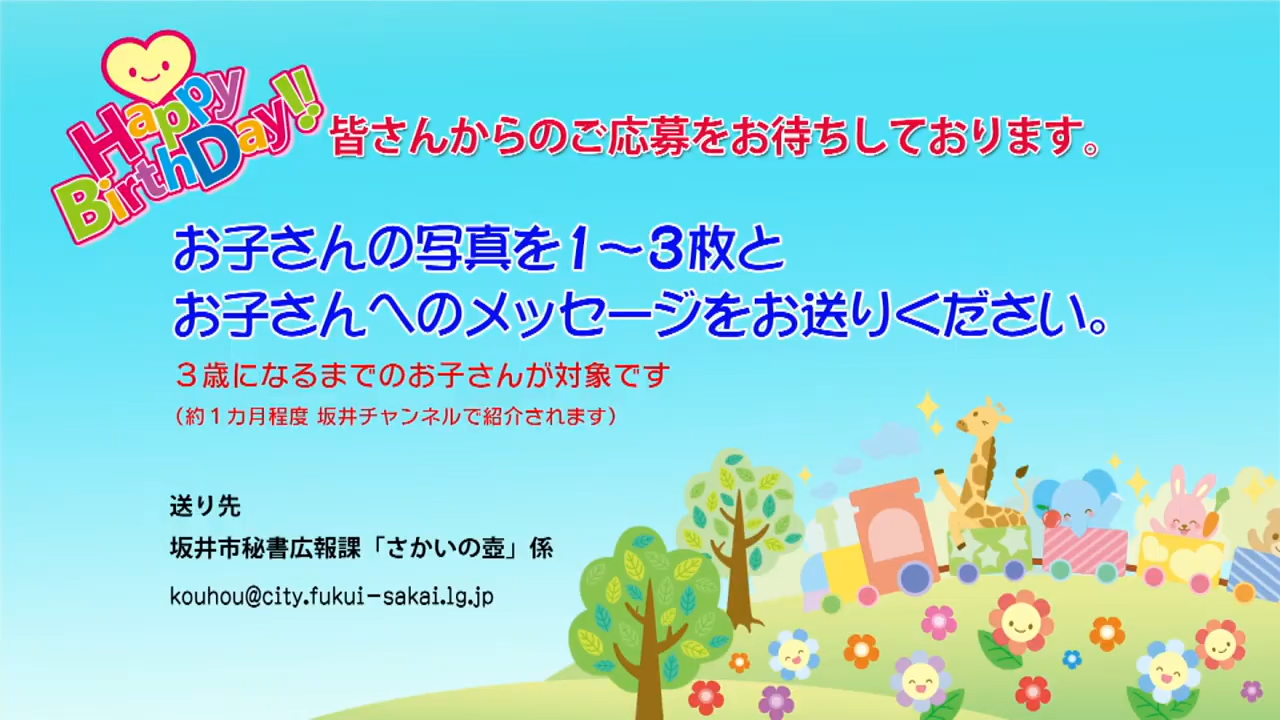 Happy
BirthDay!!
皆さんからのご応募をお待ちしております。
お子さんの写真を1～3枚と
お子さんへのメッセージをお送りください。
３歳になるまでのお子さんが対象です
（約１カ月程度 坂井チャンネルで紹介されます）
送り先
坂井市秘書広報課「さかいの壺」係
kouhou@city.fukui-sakai.lg.jp